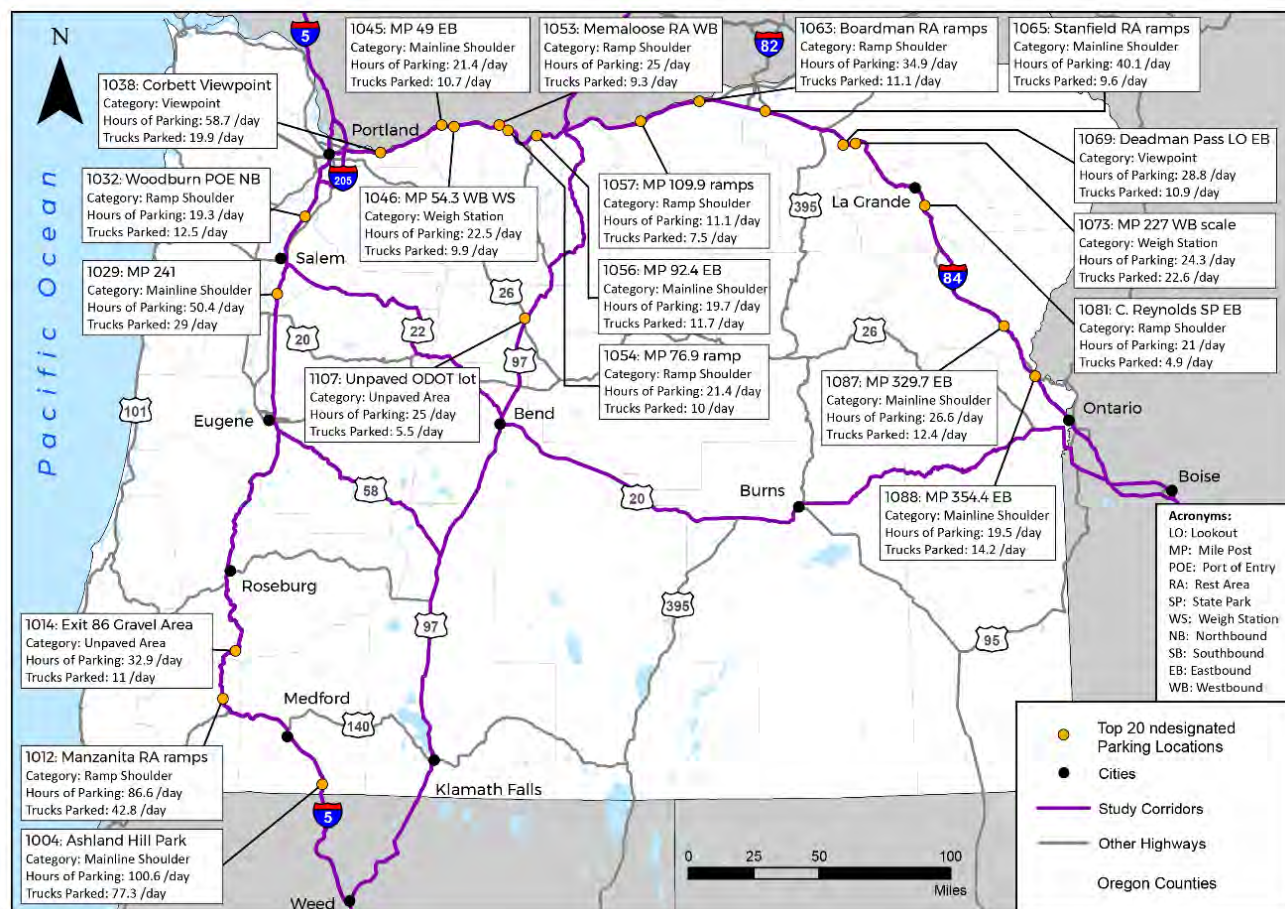 N
5
1045: MP 49 EB
Category: Mainline Shoulder
Hours of Parking: 21.4 /day
Trucks Parked: 10.7 /day
1053: Memaloose RA WB
Category: Ramp Shoulder
Hours of Parking: 25 /day
Trucks Parked: 9.3 /day
82
1063: Boardman RA ramps
Category: Ramp Shoulder
Hours of Parking: 34.9 /day
Trucks Parked: 11.1 /day
1065: Stanfield RA ramps
Category: Mainline Shoulder
Hours of Parking: 40.1 /day
Trucks Parked: 9.6 /day
1038: Corbett Viewpoint
Category: Viewpoint
Hours of Parking: 58.7 /day
Trucks Parked: 19.9 /day
Portland
205
1069: Deadman Pass LO EB
Category: Viewpoint
Hours of Parking: 28.8 /day
Trucks Parked: 10.9 /day
1032: Woodburn POE NB
Category: Ramp Shoulder
Hours of Parking: 19.3 /day
Trucks Parked: 12.5 /day
1046: MP 54.3 WB WS
Category: Weigh Station
Hours of Parking: 22.5 /day
Trucks Parked: 9.9 /day
1057: MP 109.9 ramps
Category: Ramp Shoulder
Hours of Parking: 11.1 /day
Trucks Parked: 7.5 /day
395
La Grande
1073: MP 227 WB scale
Category: Weigh Station
Hours of Parking: 24.3 /day
Trucks Parked: 22.6 /day
Salem
1029: MP 241
Category: Mainline Shoulder
Hours of Parking: 50.4 /day
Trucks Parked: 29 /day
26
1056: MP 92.4 EB
Category: Mainline Shoulder
Hours of Parking: 19.7 /day
Trucks Parked: 11.7 /day
84
1081: C. Reynolds SP EB
Category: Ramp Shoulder
Hours of Parking: 21 /day
Trucks Parked: 4.9 /day
20
22
97
26
1054: MP 76.9 ramp
Category: Ramp Shoulder
Hours of Parking: 21.4 /day
Trucks Parked: 10 /day
1107: Unpaved ODOT lot
Category: Unpaved Area
Hours of Parking: 25 /day
Trucks Parked: 5.5 /day
1087: MP 329.7 EB
Category: Mainline Shoulder
Hours of Parking: 26.6 /day
Trucks Parked: 12.4 /day
Pacific Ocean
101
Eugene
Bend
Ontario
58
20
Burns
Boise
1088: MP 354.4 EB
Category: Mainline Shoulder
Hours of Parking: 19.5 /day
Trucks Parked: 14.2 /day
Acronyms:
LO: Lookout
MP: Mile Post
POE: Port of Entry
RA: Rest Area
SP: State Park
WS: Weigh Station
NB: Northbound
SB: Southbound
EB: Eastbound
WB: Westbound
Roseburg
97
395
95
1014: Exit 86 Gravel Area
Category: Unpaved Area
Hours of Parking: 32.9 /day
Trucks Parked: 11 /day
Medford
140
1012: Manzanita RA ramps
Category: Ramp Shoulder
Hours of Parking: 86.6 /day
Trucks Parked: 42.8 /day
Klamath Falls
5
1004: Ashland Hill Park
Category: Mainline Shoulder
Hours of Parking: 100.6 /day
Trucks Parked: 77.3 /day
Weed
0 25 50 100
Miles
Top 20 ndesignated
Parking Locations
Cities
Study Corridors
Other Highways
Oregon Counties